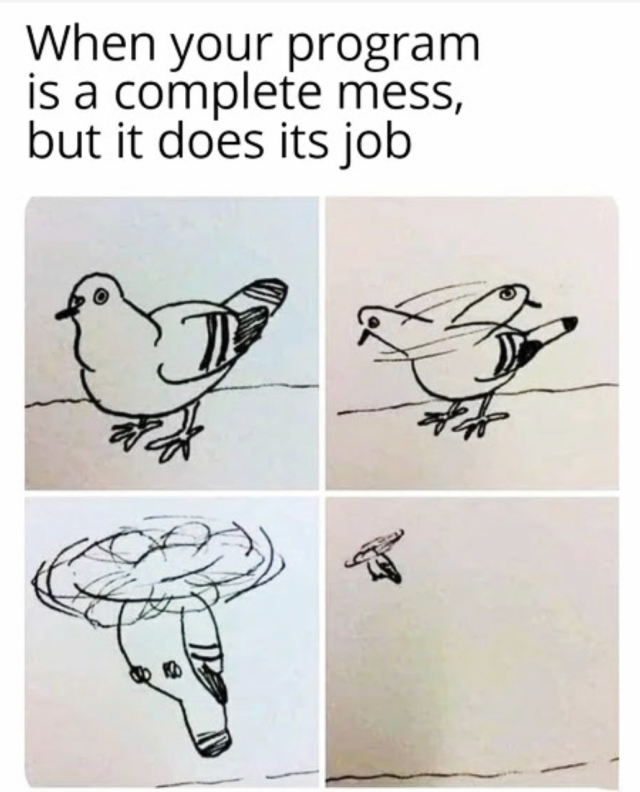 When your program
is a complete mess,
but it does its job